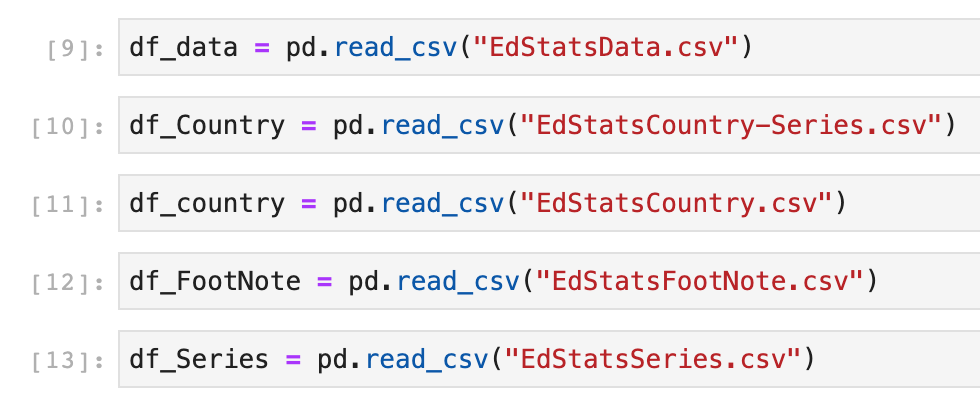 [9]: df_data = pd.read_csv("EdStatsData.csv")
[10]: df_Country = pd.read_csv("EdStatsCountry-Series.csv")
[11]: df_country = pd.read_csv("EdStatsCountry.csv")
[12]: df_FootNote = pd.read_csv("EdStatsFootNote.csv")
[13]: df_Series = pd.read_csv("EdStatsSeries.csv")